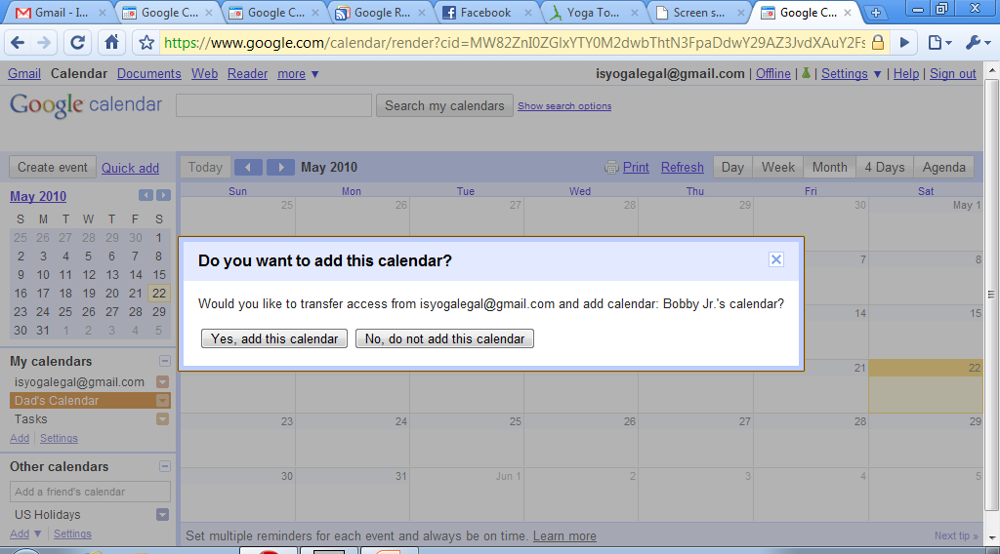 Gmail - I... Google C... Google C... Google R... Facebook Yoga To... Screen s... Google C...
https://www.google.com/calendar/render?cid=MW82ZnI0ZGlxYTY0M2dwbThtN3FpaDdwY29AZ3JvdXAuY2Fs
Gmail Calendar Documents Web Reader more ▼ isyogalegal@gmail.com | Offline | | Settings ▼ | Help | Sign out
Google calendar Search my calendars Show search options
Create event Quick add Today May 2010 Print Refresh Day Week Month 4 Days Agenda
May 2010
S M T W T F S
25 26 27 28 29 30 1
2 3 4 5 6 7 8
9 10 11 12 13 14 15
16 17 18 19 20 21 22
23 24 25 26 27 28 29
30 31 1 2 3 4 5
My calendars
isyogalegal@gmail.com
Dad's Calendar
Tasks
Add Settings
Other calendars
Add a friend's calendar
US Holidays
Add ▼ Settings
Sun Mon Tue Wed Thu Fri Sat
25 26 27 28 29 30 May 1
7 8
Do you want to add this calendar?
Would you like to transfer access from isyogalegal@gmail.com and add calendar: Bobby Jr.'s calendar?
Yes, add this calendar No, do not add this calendar
14 15
21 22
23 24 25 26 27 28 29
30 31 Jun 1 2 3 4 5
Set multiple reminders for each event and always be on time. Learn more Next tip »